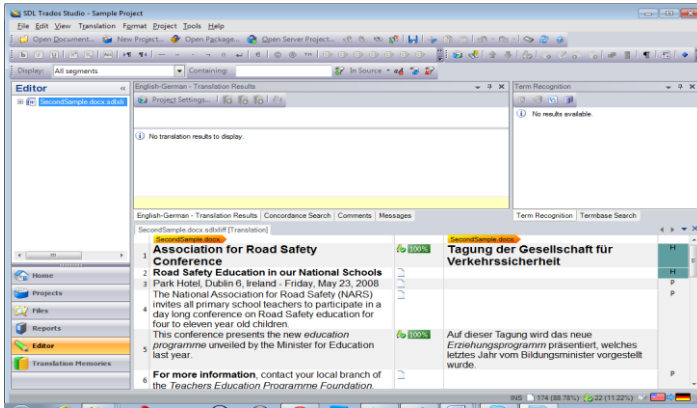 SDL Trados Studio - Sample Project
File Edit View Translation Format Project Tools Help
Open Document... New Project... Open Package... Open Server Project...
Display: All segments Containing: In Source
Editor «
SecondSample.docx.sdlxli
English-German - Translation Results
Project Settings...
No translation results to display.
English-German - Translation Results Concordance Search Comments Messages
Term Recognition
No results available.
Term Recognition Termbase Search
SecondSample.docx.sdlxliff [Translation]
SecondSample.docx SecondSample.docx
1 Association for Road Safety Conference 100% Tagung der Gesellschaft für Verkehrssicherheit H
2 Road Safety Education in our National Schools H
3 Park Hotel, Dublin 6, Ireland - Friday, May 23, 2008 P
4 The National Association for Road Safety (NARS)
invites all primary school teachers to participate in a
day long conference on Road Safety education for
four to eleven year old children. P
5 This conference presents the new education
programme unveiled by the Minister for Education
last year. 100%
Auf dieser Tagung wird das neue
Erziehungsprogramm präsentiert, welches
letztes Jahr vom Bildungsminister vorgestellt
wurde.
6 For more information, contact your local branch of
the Teachers Education Programme Foundation. P
Home
Projects
Files
Reports
Editor
Translation Memories
INS 174 (88.78%) 22 (11.22%)